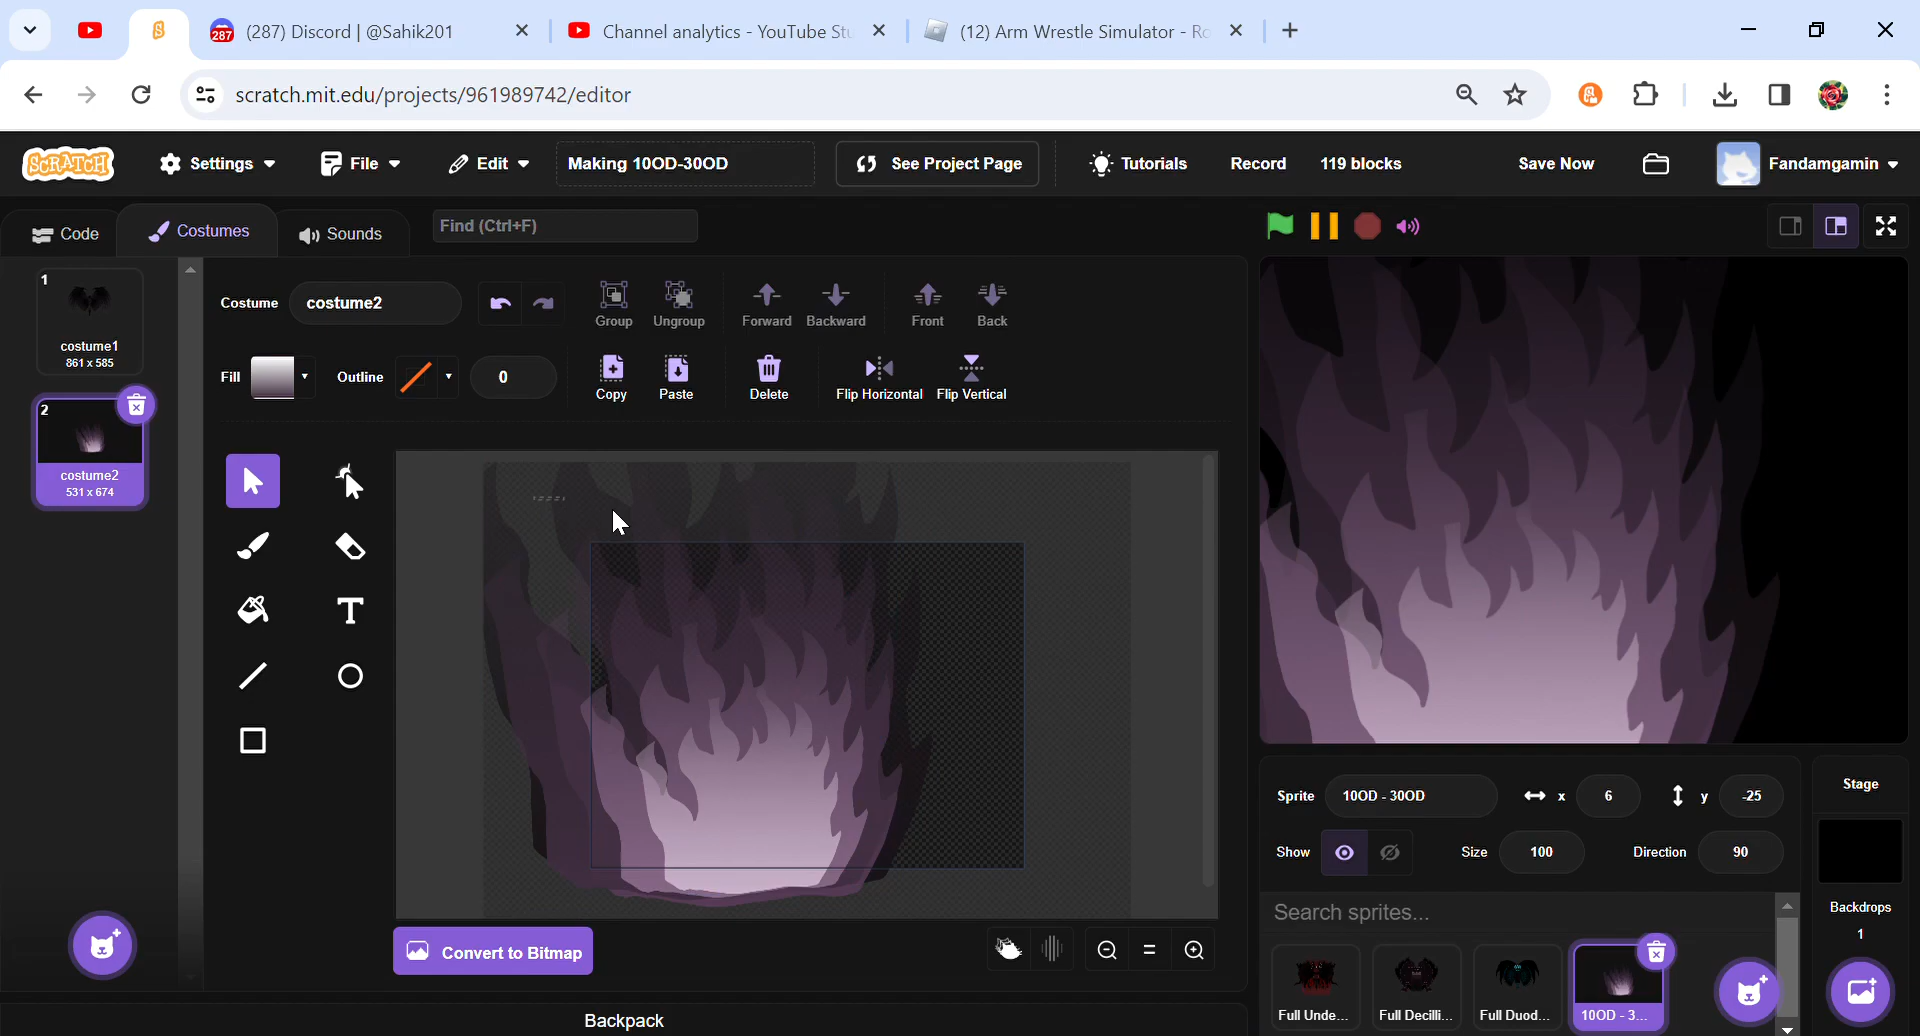 287
(287) Discord | @Sahik201
Channel analytics - YouTube Stu
(12) Arm Wrestle Simulator - Ro
scratch.mit.edu/projects/961989742/editor
SCRATCH
Settings
File
Edit
Making 10OD-30OD
See Project Page
Tutorials
Record
119 blocks
Save Now
Fandamgamin
Code
Costumes
Sounds
Find (Ctrl+F)
1
costume1
861 x 585
2
costume2
531 x 674
Costume
costume2
Group
Ungroup
Forward
Backward
Front
Back
Fill
Outline
0
Copy
Paste
Delete
Flip Horizontal
Flip Vertical
Convert to Bitmap
Backpack
Sprite
10OD - 30OD
x
6
y
-25
Show
Size
100
Direction
90
Stage
Backdrops
1
Search sprites...
Full Unde...
Full Decilli...
Full Duod...
10OD - 3...